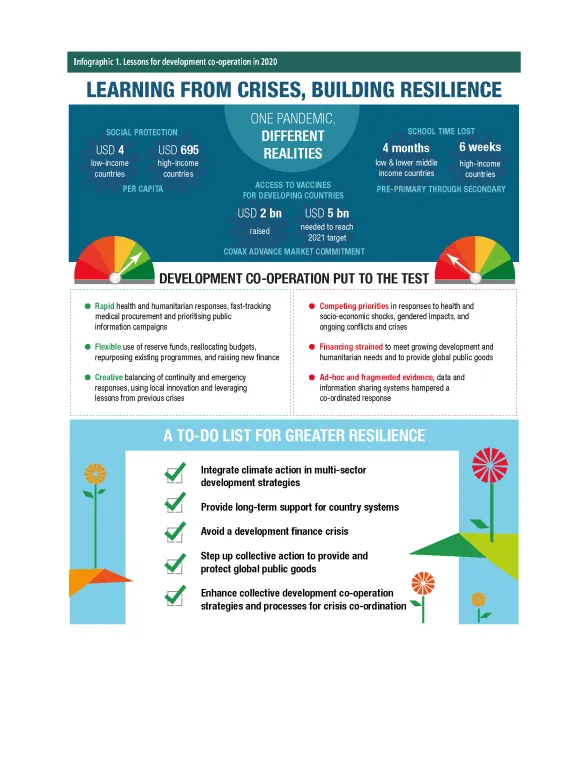 Infographic 1. Lessons for development co-operation in 2020
LEARNING FROM CRISES, BUILDING RESILIENCE
ONE PANDEMIC,
DIFFERENT
REALITIES
SOCIAL PROTECTION
USD 4
low-income
countries
USD 695
high-income
countries
PER CAPITA
SCHOOL TIME LOST
4 months
low & lower middle
income countries
6 weeks
high-income
countries
PRE-PRIMARY THROUGH SECONDARY
ACCESS TO VACCINES
FOR DEVELOPING COUNTRIES
USD 2 bn
raised
USD 5 bn
needed to reach
2021 target
COVAX ADVANCE MARKET COMMITMENT
DEVELOPMENT CO-OPERATION PUT TO THE TEST
Rapid health and humanitarian responses, fast-tracking
medical procurement and prioritising public
information campaigns
Flexible use of reserve funds, reallocating budgets,
repurposing existing programmes, and raising new finance
Creative balancing of continuity and emergency
responses, using local innovation and leveraging
lessons from previous crises
Competing priorities in responses to health and
socio-economic shocks, gendered impacts, and
ongoing conflicts and crises
Financing strained to meet growing development and
humanitarian needs and to provide global public goods
Ad-hoc and fragmented evidence, data and
information sharing systems hampered a
co-ordinated response
A TO-DO LIST FOR GREATER RESILIENCE
Integrate climate action in multi-sector
development strategies
Provide long-term support for country systems
Avoid a development finance crisis
Step up collective action to provide and
protect global public goods
Enhance collective development co-operation
strategies and processes for crisis co-ordination